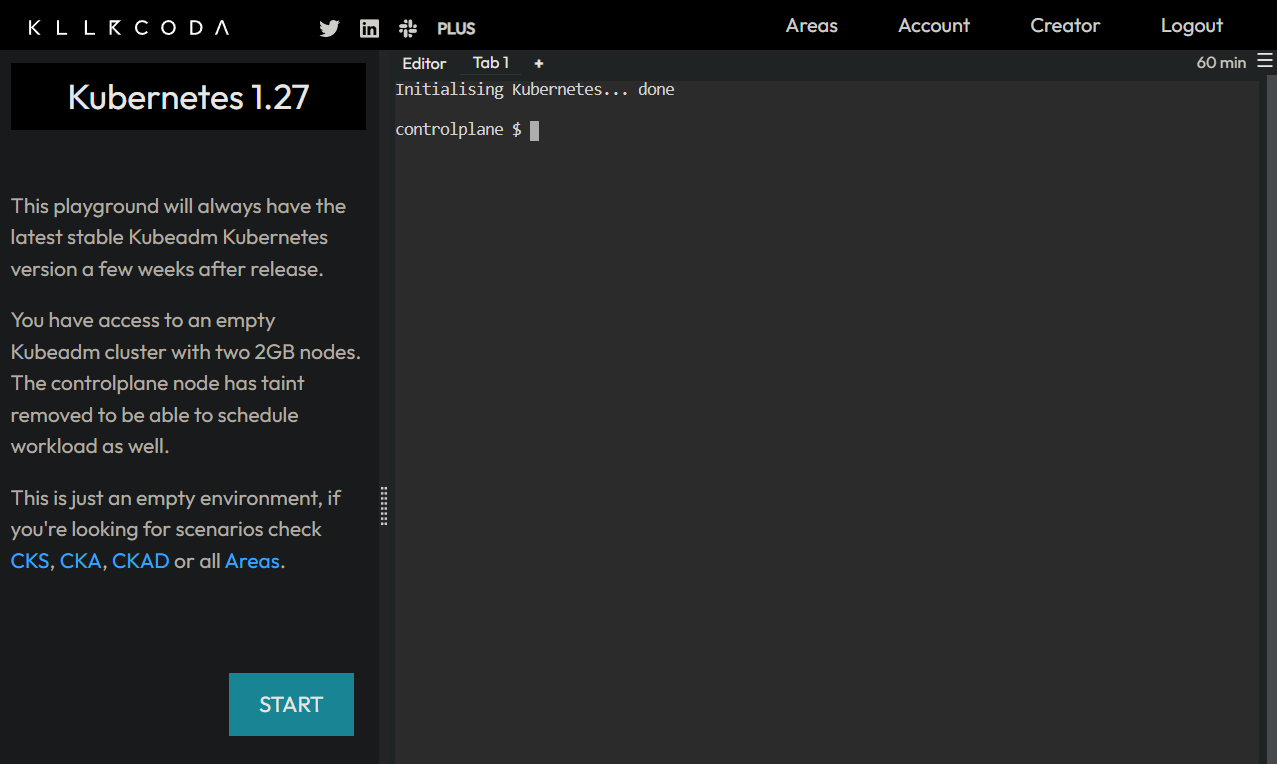 KLLRCODA
PLUS
Areas
Account
Creator
Logout
Kubernetes 1.27
This playground will always have the
latest stable Kubeadm Kubernetes
version a few weeks after release.
You have access to an empty
Kubeadm cluster with two 2GB nodes.
The controlplane node has taint
removed to be able to schedule
workload as well.
This is just an empty environment, if
you're looking for scenarios check
CKS, CKA, CKAD or all Areas.
START
Editor
Tab 1
+
60 min
Initialising Kubernetes... done
controlplane $